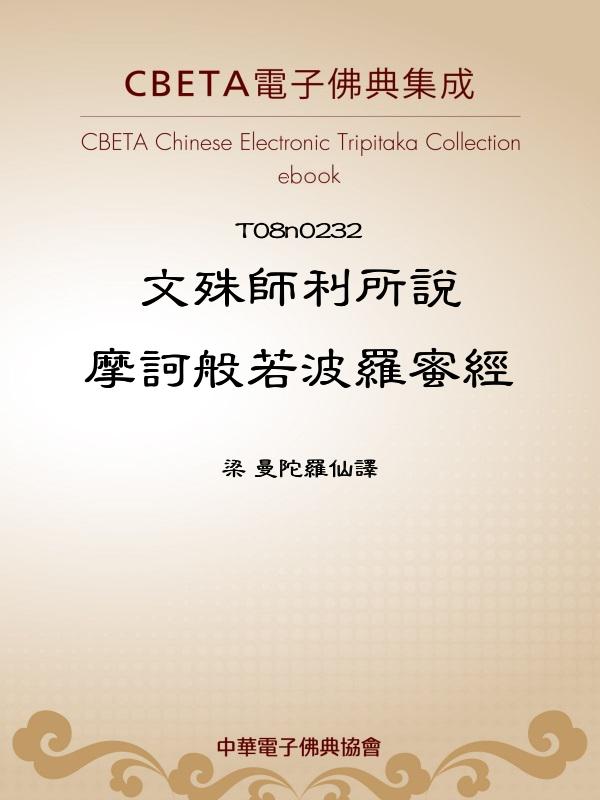 CBETA電子佛典集成
CBETA Chinese Electronic Tripitaka Collection
ebook
T08n0232
文殊師利所說
摩訶般若波羅蜜經
梁 曼陀羅仙譯
中華電子佛典協會